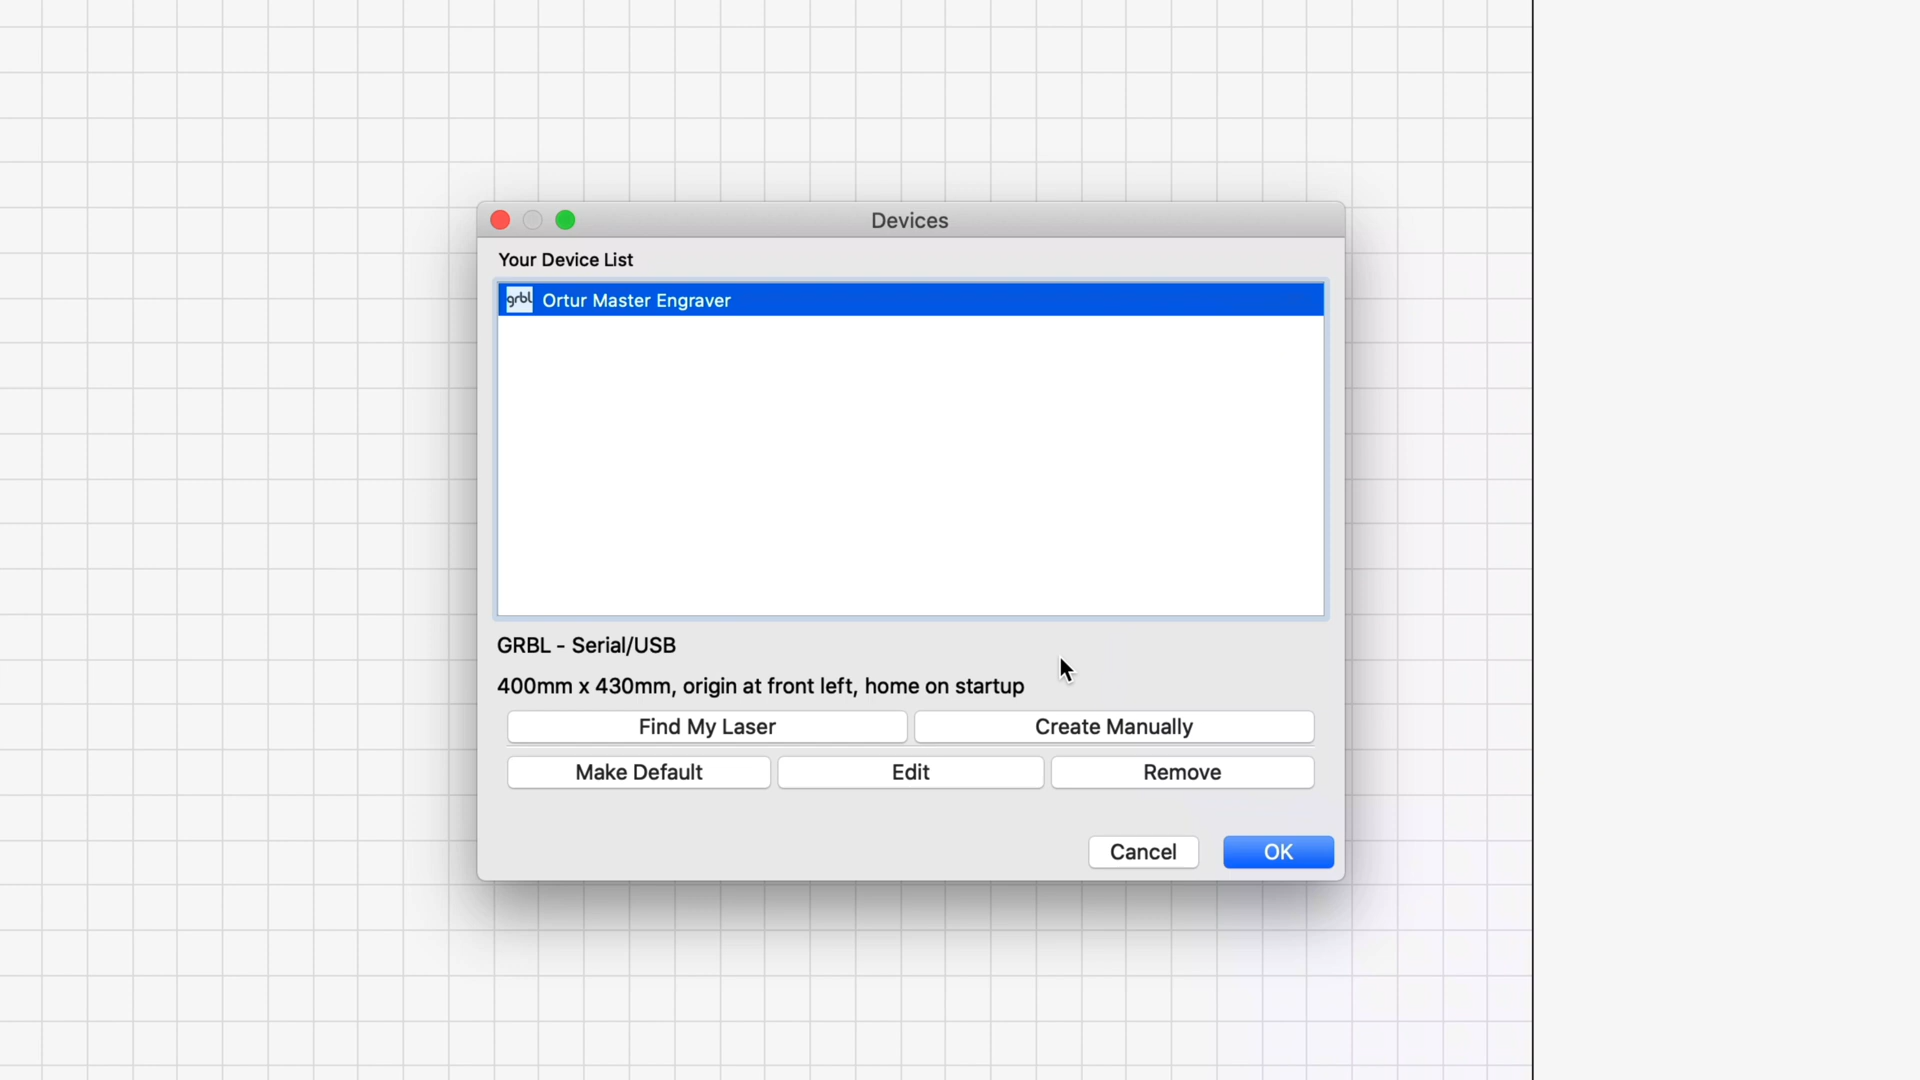 Devices
Your Device List
grbl Ortur Master Engraver
GRBL - Serial/USB
400mm x 430mm, origin at front left, home on startup
Find My Laser Create Manually
Make Default Edit Remove
Cancel OK